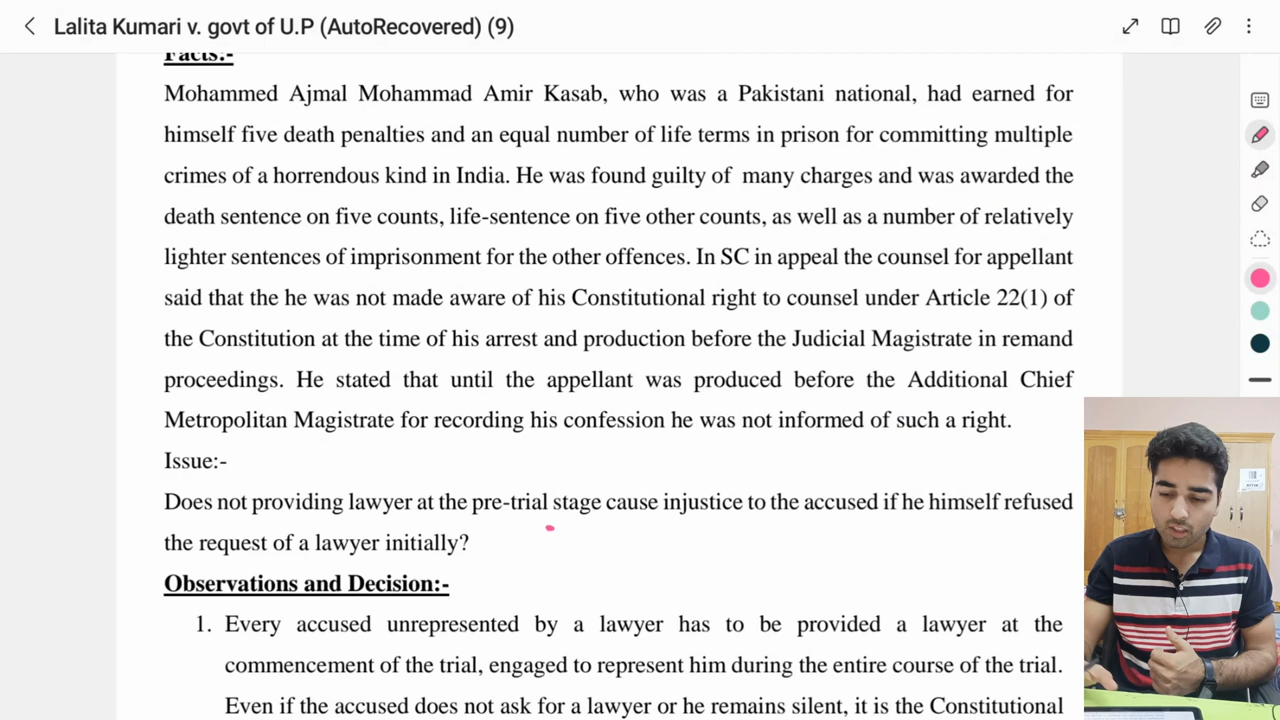 Lalita Kumari v. govt of U.P (AutoRecovered) (9)
Facts:-
Mohammed Ajmal Mohammad Amir Kasab, who was a Pakistani national, had earned for
himself five death penalties and an equal number of life terms in prison for committing multiple
crimes of a horrendous kind in India. He was found guilty of many charges and was awarded the
death sentence on five counts, life-sentence on five other counts, as well as a number of relatively
lighter sentences of imprisonment for the other offences. In SC in appeal the counsel for appellant
said that the he was not made aware of his Constitutional right to counsel under Article 22(1) of
the Constitution at the time of his arrest and production before the Judicial Magistrate in remand
proceedings. He stated that until the appellant was produced before the Additional Chief
Metropolitan Magistrate for recording his confession he was not informed of such a right.
Issue:-
Does not providing lawyer at the pre-trial stage cause injustice to the accused if he himself refused
the request of a lawyer initially?
Observations and Decision:-
1. Every accused unrepresented by a lawyer has to be provided a lawyer at the
commencement of the trial, engaged to represent him during the entire course of the trial.
Even if the accused does not ask for a lawyer or he remains silent, it is the Constitutional